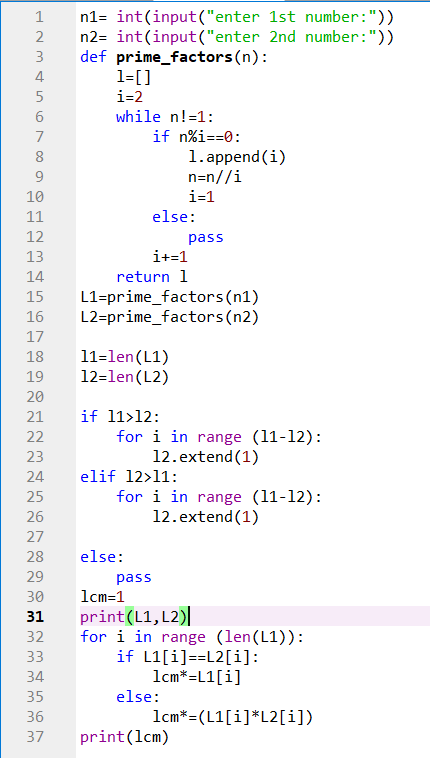 1 n1= int(input("enter 1st number:"))
2 n2= int(input("enter 2nd number:"))
3 def prime_factors(n):
4     l=[]
5     i=2
6     while n!=1:
7         if n%i==0:
8             l.append(i)
9             n=n//i
10             i=1
11         else:
12             pass
13         i+=1
14     return l
15 L1=prime_factors(n1)
16 L2=prime_factors(n2)
17
18 l1=len(L1)
19 l2=len(L2)
20
21 if l1>l2:
22     for i in range (l1-l2):
23         l2.extend(1)
24 elif l2>l1:
25     for i in range (l1-l2):
26         l2.extend(1)
27
28 else:
29     pass
30 lcm=1
31 print(L1,L2)
32 for i in range (len(L1)):
33     if L1[i]==L2[i]:
34         lcm*=L1[i]
35     else:
36         lcm*=(L1[i]*L2[i])
37 print(lcm)